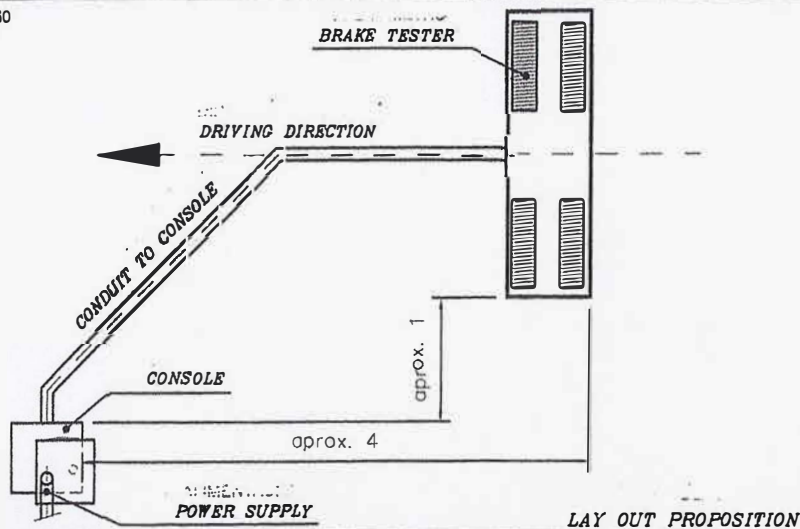 BRAKE TESTER
DRIVING DIRECTION
CONDUIT TO CONSOLE
aprox. 1
CONSOLE
aprox. 4
POWER SUPPLY
LAY OUT PROPOSITION